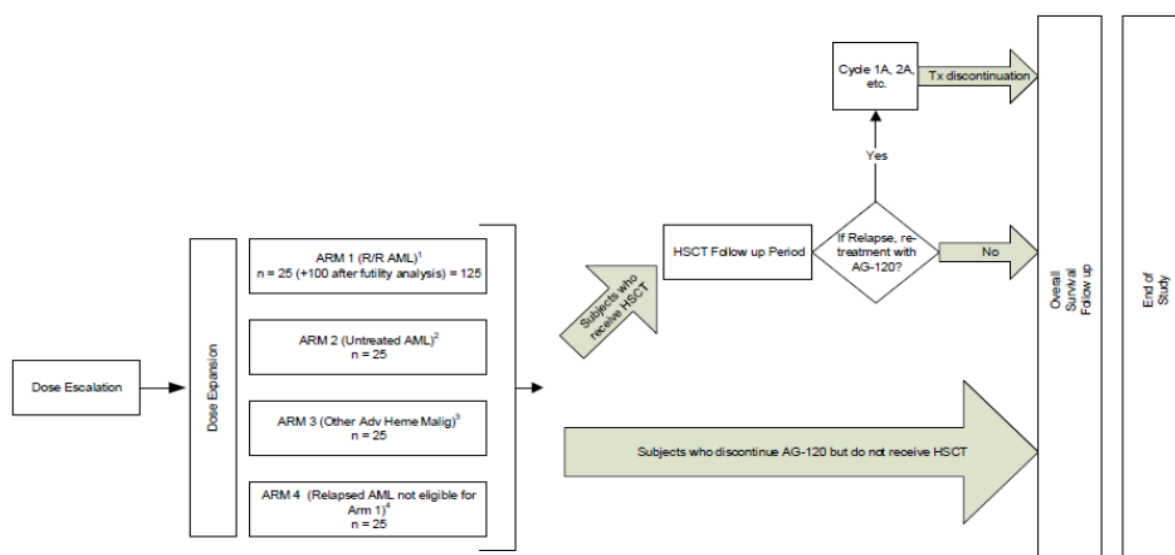 Dose Escalation
Dose Expansion
ARM 1 (R/R AML)1
n = 25 (+100 after futility analysis) = 125
ARM 2 (Untreated AML)2
n = 25
ARM 3 (Other Adv Heme Malig)3
n = 25
ARM 4 (Relapsed AML not eligible for
Arm 1)4
n = 25
Subjects who
receive HSCT
HSCT Follow up Period
If Relapse, re-
treatment with
AG-120?
Yes
Cycle 1A, 2A,
etc.
Tx discontinuation
No
Subjects who discontinue AG-120 but do not receive HSCT
Overall
Survival
Follow up
End of
Study